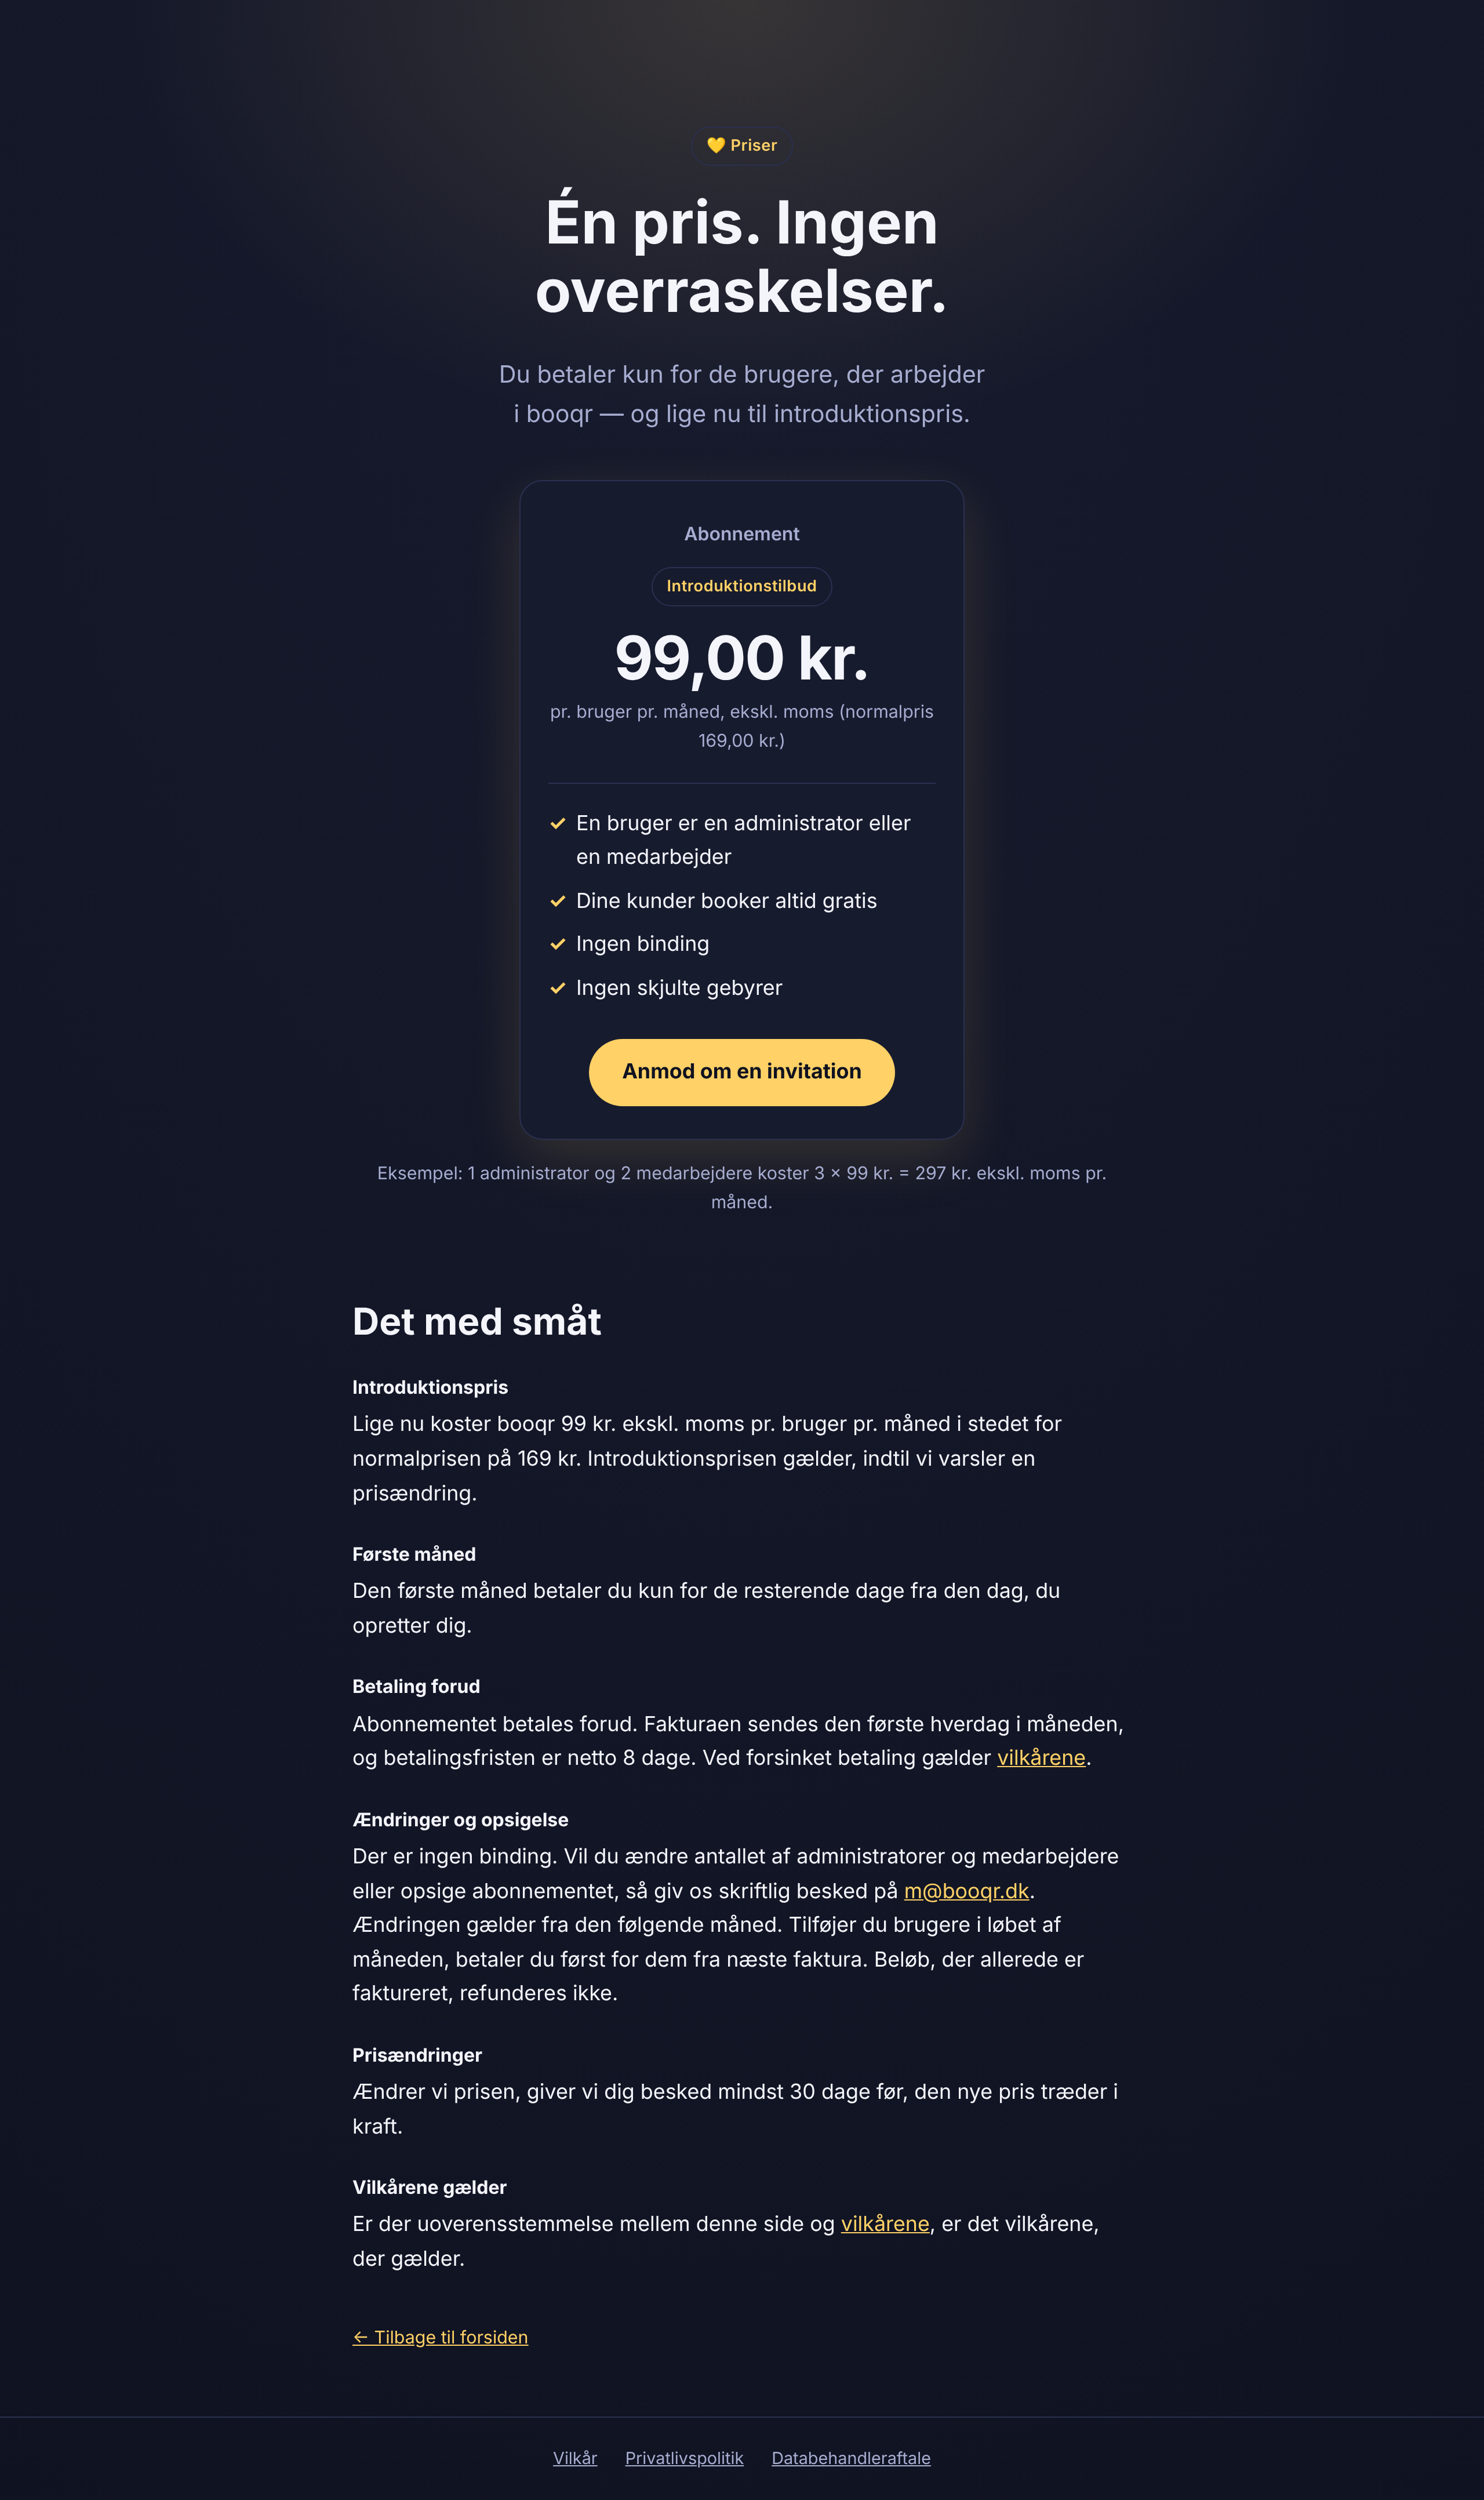 💛 Priser
Én pris. Ingen
overraskelser.
Du betaler kun for de brugere, der arbejder
i booqr — og lige nu til introduktionspris.
Abonnement
Introduktionstilbud
99,00 kr.
pr. bruger pr. måned, ekskl. moms (normalpris
169,00 kr.)
✓ En bruger er en administrator eller
en medarbejder
✓ Dine kunder booker altid gratis
✓ Ingen binding
✓ Ingen skjulte gebyrer
Anmod om en invitation
Eksempel: 1 administrator og 2 medarbejdere koster 3 × 99 kr. = 297 kr. ekskl. moms pr.
måned.
Det med småt
Introduktionspris
Lige nu koster booqr 99 kr. ekskl. moms pr. bruger pr. måned i stedet for
normalprisen på 169 kr. Introduktionsprisen gælder, indtil vi varsler en
prisændring.
Første måned
Den første måned betaler du kun for de resterende dage fra den dag, du
opretter dig.
Betaling forud
Abonnementet betales forud. Fakturaen sendes den første hverdag i måneden,
og betalingsfristen er netto 8 dage. Ved forsinket betaling gælder vilkårene.
Ændringer og opsigelse
Der er ingen binding. Vil du ændre antallet af administratorer og medarbejdere
eller opsige abonnementet, så giv os skriftlig besked på m@booqr.dk.
Ændringen gælder fra den følgende måned. Tilføjer du brugere i løbet af
måneden, betaler du først for dem fra næste faktura. Beløb, der allerede er
faktureret, refunderes ikke.
Prisændringer
Ændrer vi prisen, giver vi dig besked mindst 30 dage før, den nye pris træder i
kraft.
Vilkårene gælder
Er der uoverensstemmelse mellem denne side og vilkårene, er det vilkårene,
der gælder.
← Tilbage til forsiden
Vilkår Privatlivspolitik Databehandleraftale